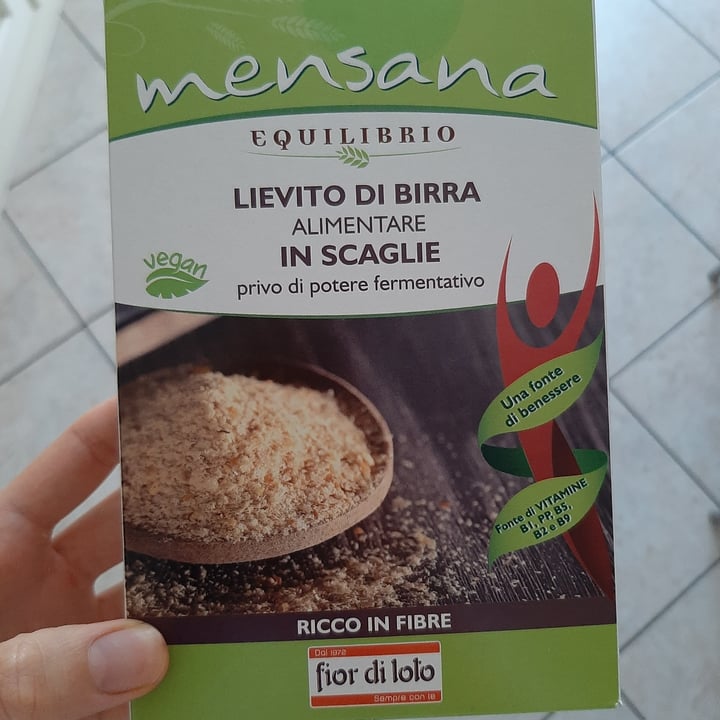 mensana
EQUILIBRIO
LIEVITO DI BIRRA
ALIMENTARE
IN SCAGLIE
privo di potere fermentativo
vegan
Una fonte
di benessere
Fonte di VITAMINE
B1, PP, B5,
B2 e B9
RICCO IN FIBRE
Dal 1972
fior di loto
Sempre con te